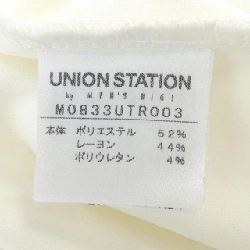 UNION STATION
by MEN'S BIGI
M0B33UTR003
本体 ポリエステル 52%
レーヨン 44%
ポリウレタン 4%